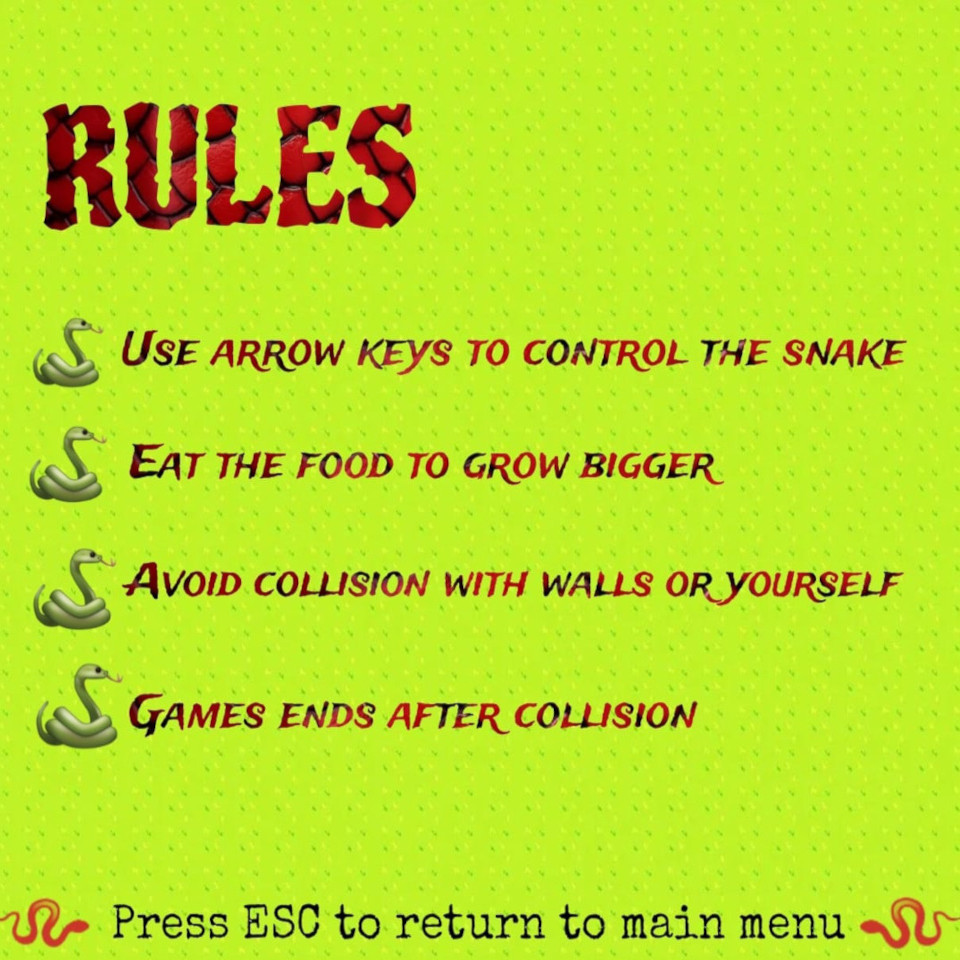 RULES
Use arrow keys to control the snake
Eat the food to grow bigger
Avoid collision with walls or yourself
Games ends after collision
Press ESC to return to main menu